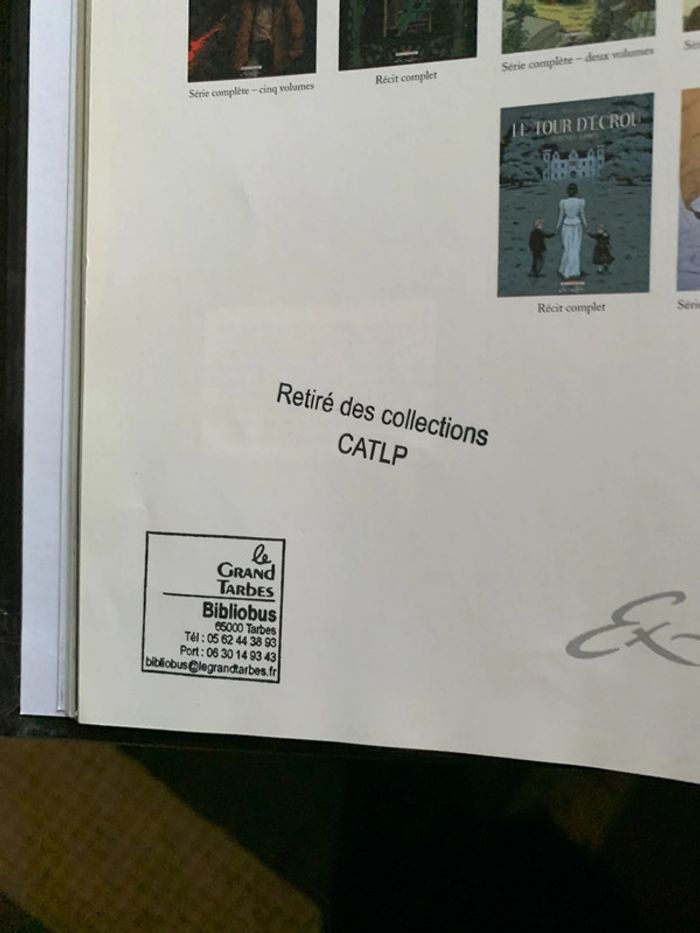 Série complète – cinq volumes
Récit complet
Série complète – deux volumes
LE TOUR D'ÉCROU
Récit complet
Retiré des collections
CATLP
le
GRAND
TARBES
Bibliobus
65000 Tarbes
Tél : 05 62 44 38 93
Port : 06 30 14 93 43
bibliobus@legrandtarbes.fr
Ex